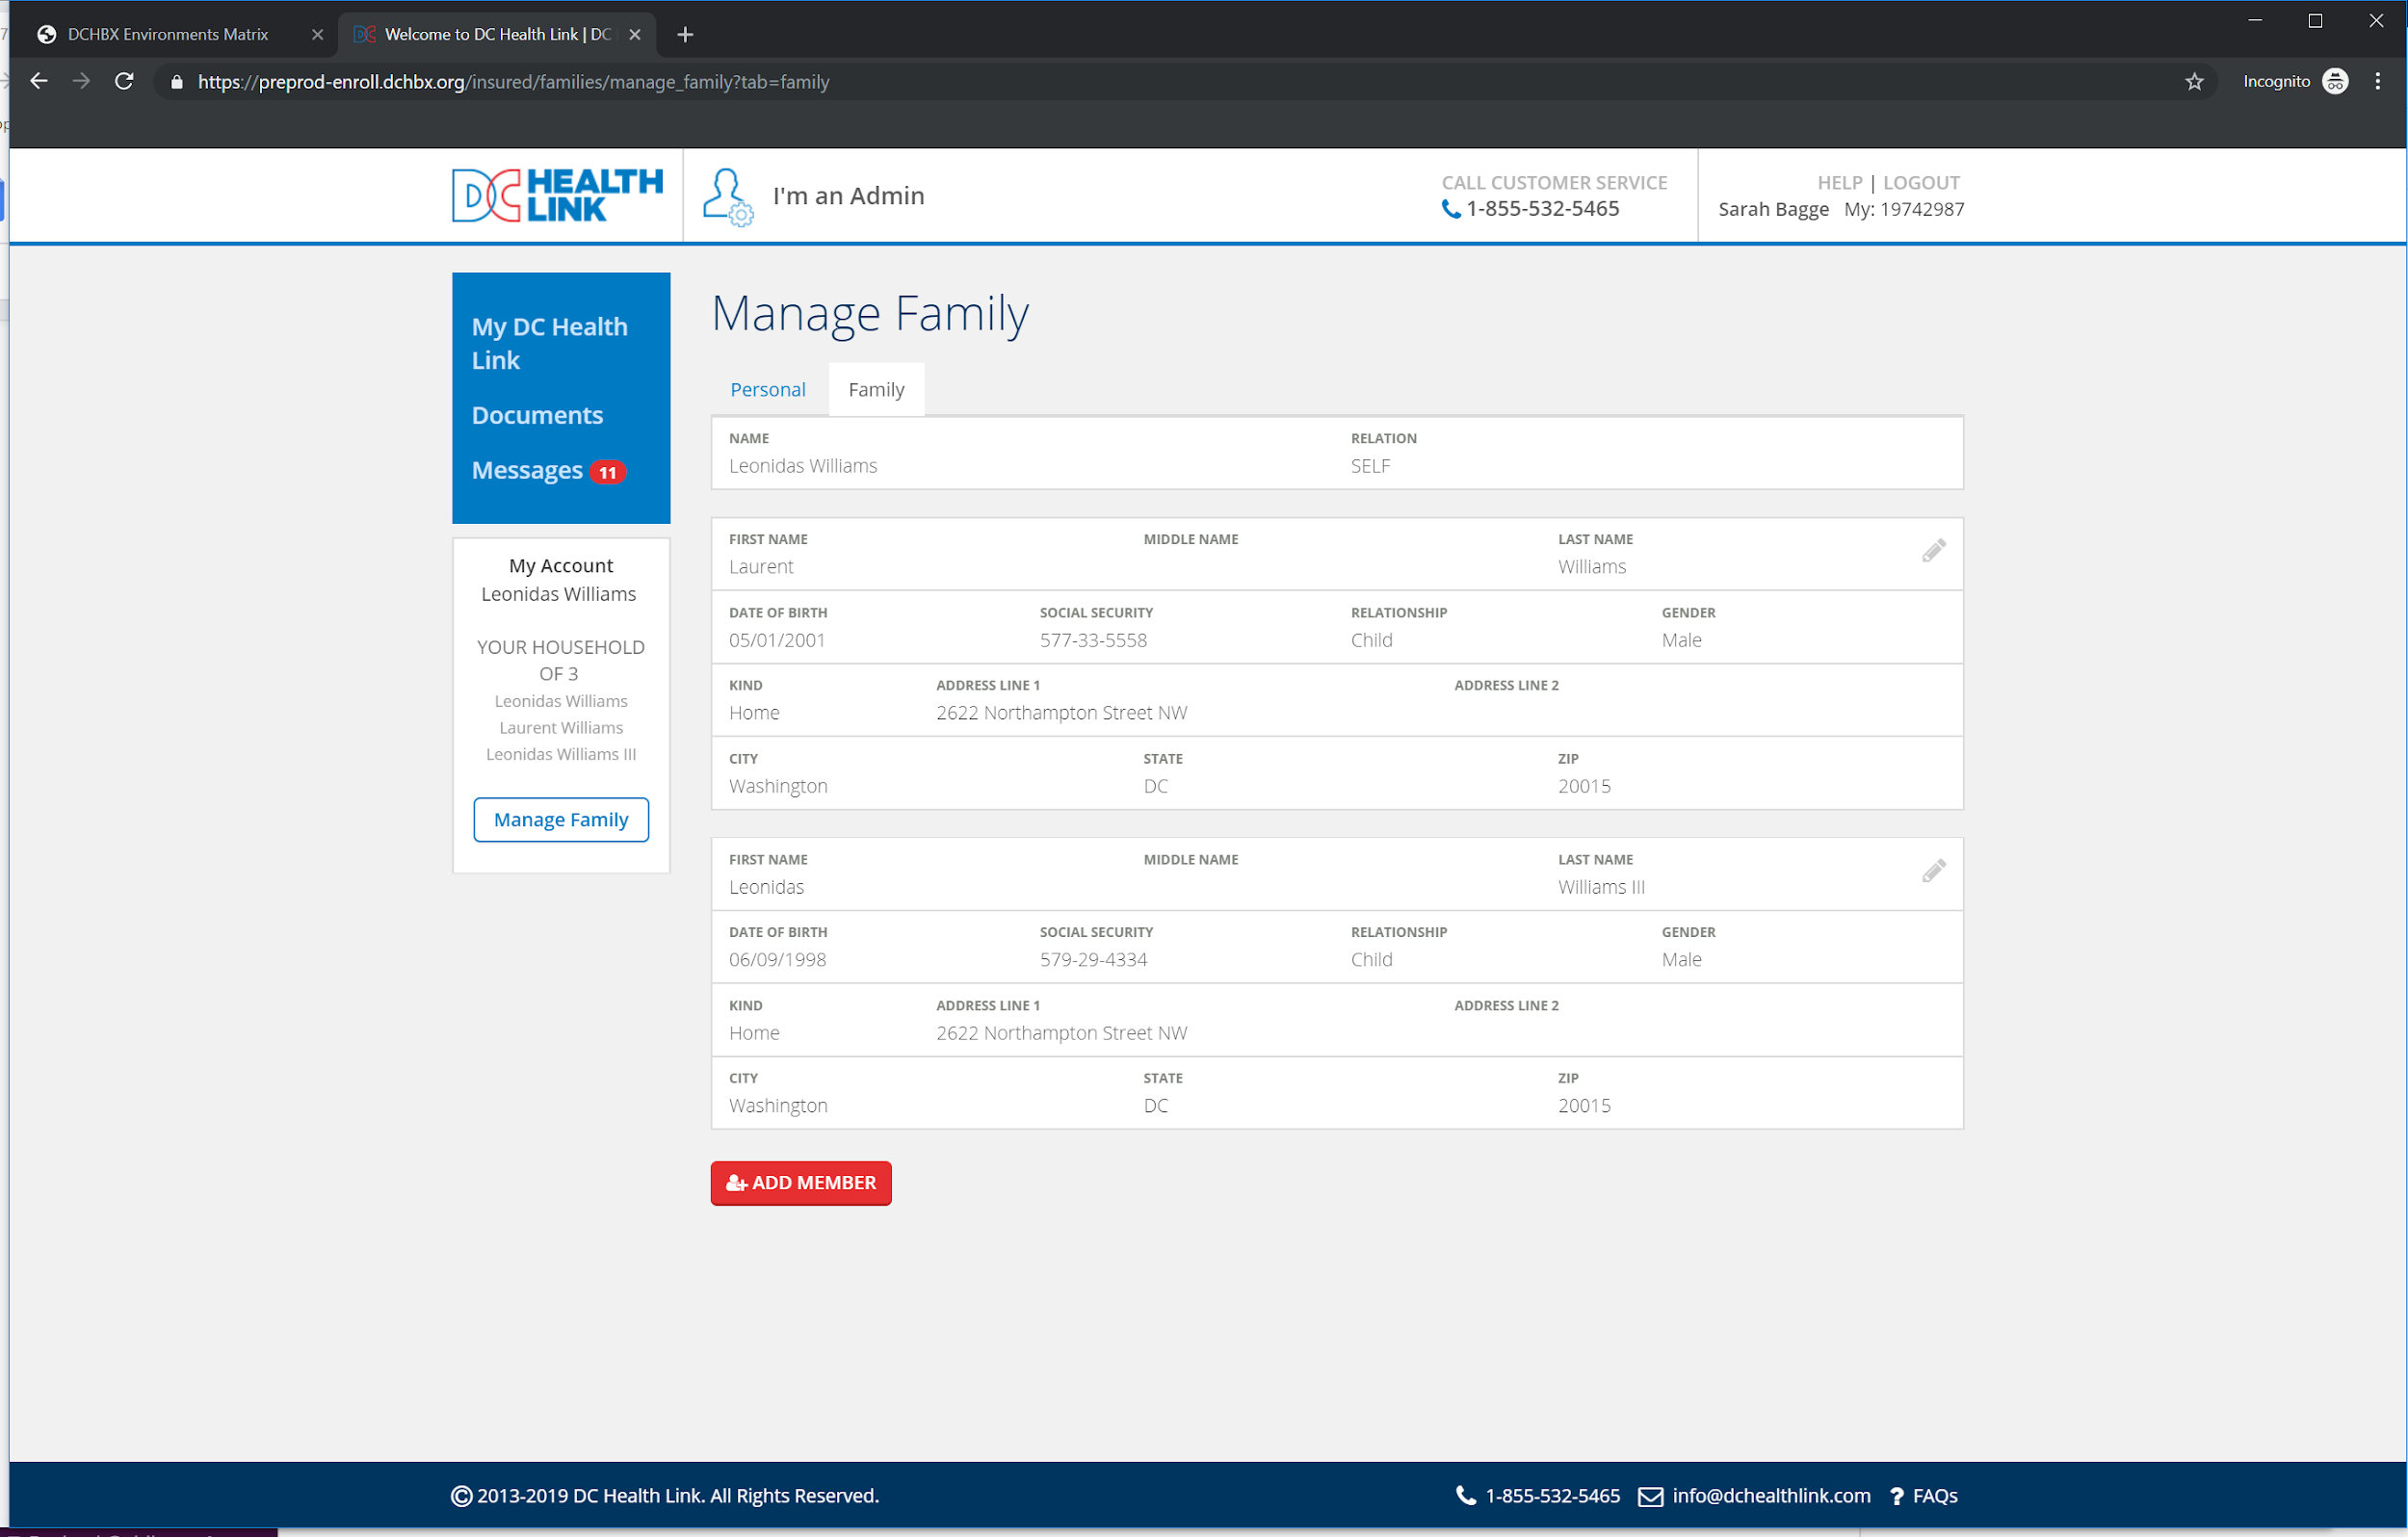 DCHBX Environments Matrix
Welcome to DC Health Link | DC
https://preprod-enroll.dchbx.org/insured/families/manage_family?tab=family
Incognito
DC HEALTH LINK
I'm an Admin
CALL CUSTOMER SERVICE
1-855-532-5465
HELP | LOGOUT
Sarah Bagge My: 19742987
My DC Health
Link
Documents
Messages 11
My Account
Leonidas Williams
YOUR HOUSEHOLD
OF 3
Leonidas Williams
Laurent Williams
Leonidas Williams III
Manage Family
Manage Family
Personal Family
NAME RELATION
Leonidas Williams SELF
FIRST NAME MIDDLE NAME LAST NAME
Laurent Williams
DATE OF BIRTH SOCIAL SECURITY RELATIONSHIP GENDER
05/01/2001 577-33-5558 Child Male
KIND ADDRESS LINE 1 ADDRESS LINE 2
Home 2622 Northampton Street NW
CITY STATE ZIP
Washington DC 20015
FIRST NAME MIDDLE NAME LAST NAME
Leonidas Williams III
DATE OF BIRTH SOCIAL SECURITY RELATIONSHIP GENDER
06/09/1998 579-29-4334 Child Male
KIND ADDRESS LINE 1 ADDRESS LINE 2
Home 2622 Northampton Street NW
CITY STATE ZIP
Washington DC 20015
ADD MEMBER
© 2013-2019 DC Health Link. All Rights Reserved.
1-855-532-5465 info@dchealthlink.com ? FAQs